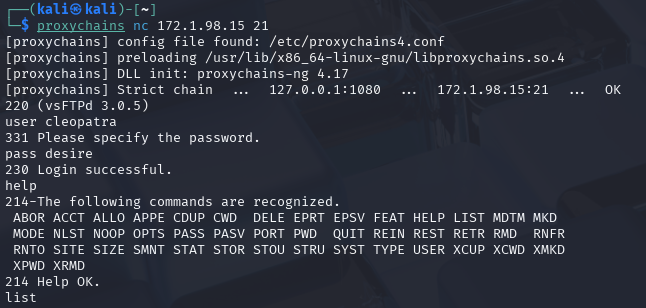 ┌──(kali㉿kali)-[~]
└─$ proxychains nc 172.1.98.15 21
[proxychains] config file found: /etc/proxychains4.conf
[proxychains] preloading /usr/lib/x86_64-linux-gnu/libproxychains.so.4
[proxychains] DLL init: proxychains-ng 4.17
[proxychains] Strict chain  ...  127.0.0.1:1080  ...  172.1.98.15:21  ...  OK
220 (vsFTPd 3.0.5)
user cleopatra
331 Please specify the password.
pass desire
230 Login successful.
help
214-The following commands are recognized.
 ABOR ACCT ALLO APPE CDUP CWD  DELE EPRT EPSV FEAT HELP LIST MDTM MKD
 MODE NLST NOOP OPTS PASS PASV PORT PWD  QUIT REIN REST RETR RMD  RNFR
 RNTO SITE SIZE SMNT STAT STOR STOU STRU SYST TYPE USER XCUP XCWD XMKD
 XPWD XRMD
214 Help OK.
list